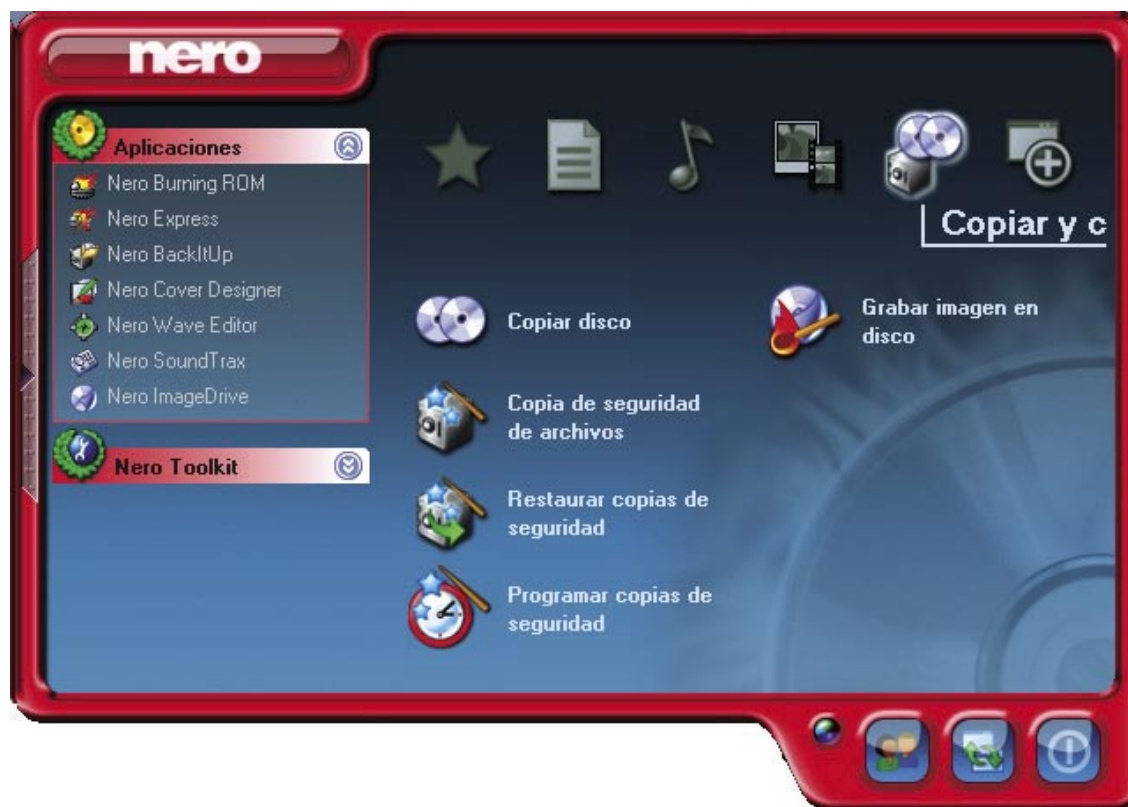 nero
Aplicaciones
Nero Burning ROM
Nero Express
Nero BackItUp
Nero Cover Designer
Nero Wave Editor
Nero SoundTrax
Nero ImageDrive
Nero Toolkit
Copiar y c
Copiar disco
Grabar imagen en
disco
Copia de seguridad
de archivos
Restaurar copias de
seguridad
Programar copias de
seguridad